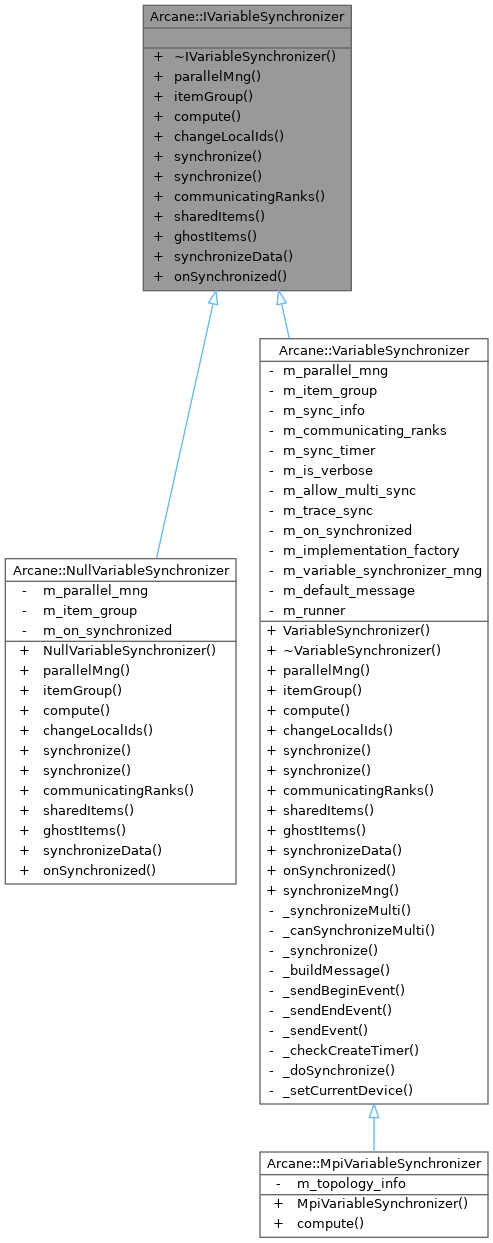 Arcane::IVariableSynchronizer
+ ~IVariableSynchronizer()
+ parallelMng()
+ itemGroup()
+ compute()
+ changeLocalIds()
+ synchronize()
+ synchronize()
+ communicatingRanks()
+ sharedItems()
+ ghostItems()
+ synchronizeData()
+ onSynchronized()
Arcane::NullVariableSynchronizer
- m_parallel_mng
- m_item_group
- m_on_synchronized
+ NullVariableSynchronizer()
+ parallelMng()
+ itemGroup()
+ compute()
+ changeLocalIds()
+ synchronize()
+ synchronize()
+ communicatingRanks()
+ sharedItems()
+ ghostItems()
+ synchronizeData()
+ onSynchronized()
Arcane::VariableSynchronizer
- m_parallel_mng
- m_item_group
- m_sync_info
- m_communicating_ranks
- m_sync_timer
- m_is_verbose
- m_allow_multi_sync
- m_trace_sync
- m_on_synchronized
- m_implementation_factory
- m_variable_synchronizer_mng
- m_default_message
- m_runner
+ VariableSynchronizer()
+ ~VariableSynchronizer()
+ parallelMng()
+ itemGroup()
+ compute()
+ changeLocalIds()
+ synchronize()
+ synchronize()
+ communicatingRanks()
+ sharedItems()
+ ghostItems()
+ synchronizeData()
+ onSynchronized()
+ synchronizeMng()
- _synchronizeMulti()
- _canSynchronizeMulti()
- _synchronize()
- _buildMessage()
- _sendBeginEvent()
- _sendEndEvent()
- _sendEvent()
- _checkCreateTimer()
- _doSynchronize()
- _setCurrentDevice()
Arcane::MpiVariableSynchronizer
- m_topology_info
+ MpiVariableSynchronizer()
+ compute()